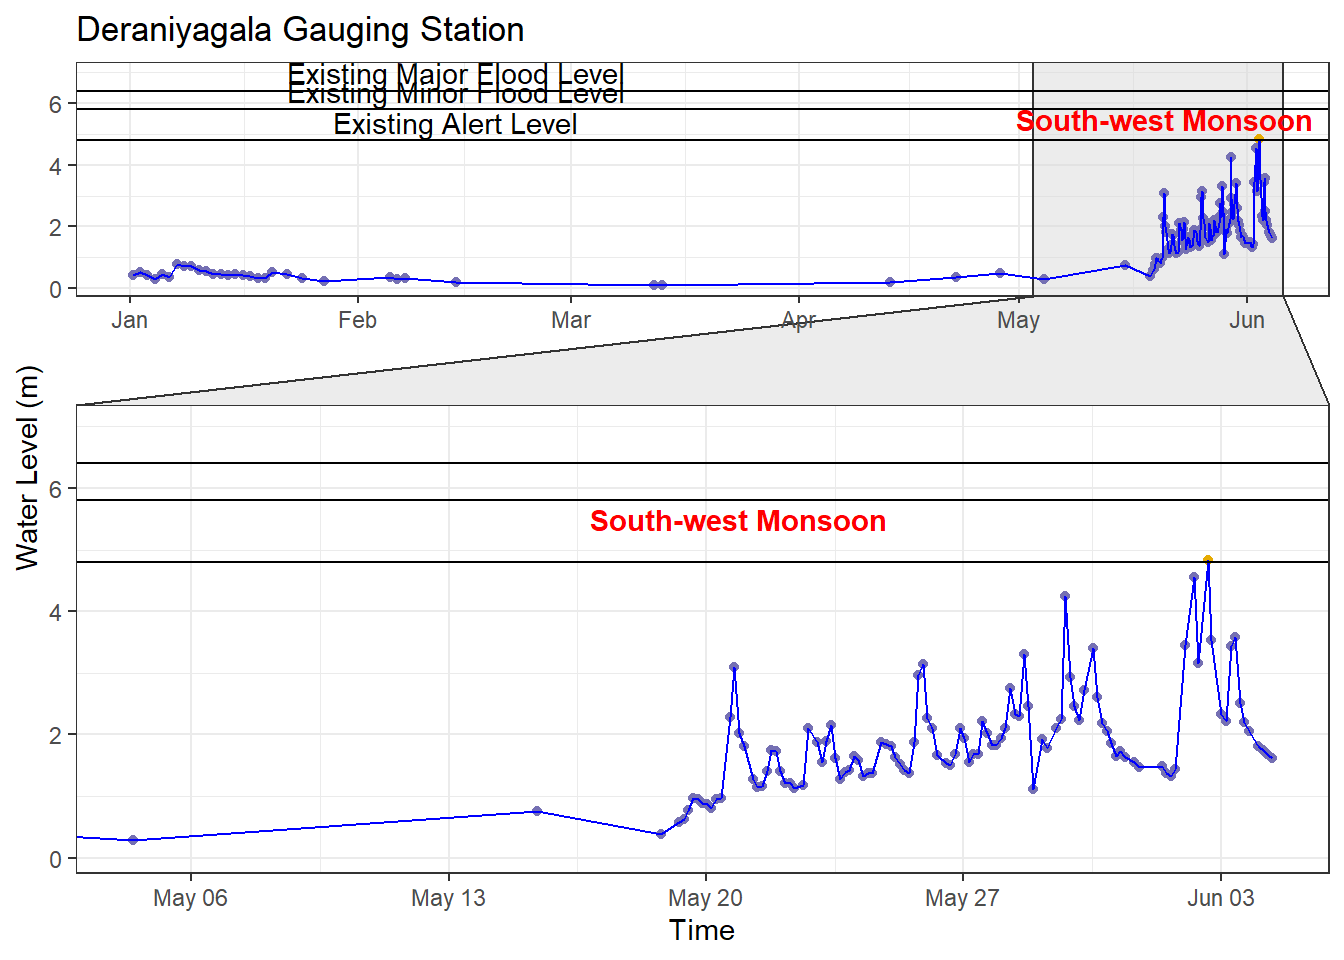 Deraniyagala Gauging Station
Existing Major Flood Level
Existing Minor Flood Level
Existing Alert Level
South-west Monsoon
6
4
2
0
Jan Feb Mar Apr May Jun
Water Level (m)
6
South-west Monsoon
4
2
0
May 06 May 13 May 20 May 27 Jun 03
Time